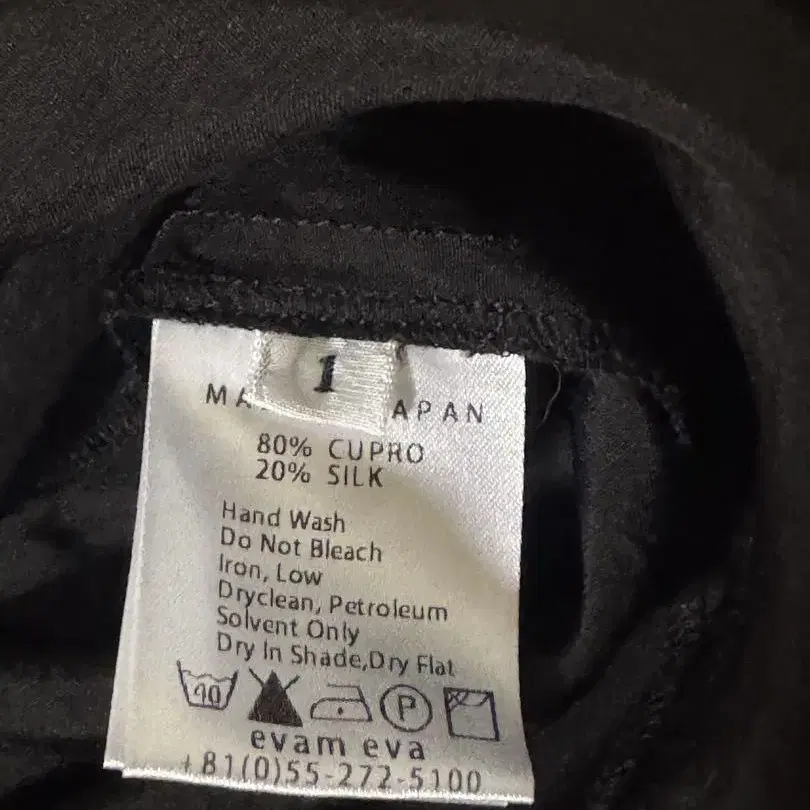 1
MA APAN
80% CUPRO
20% SILK
Hand Wash
Do Not Bleach
Iron, Low
Dryclean, Petroleum
Solvent Only
Dry In Shade,Dry Flat
40 P
evam eva
+81(0)55-272-5100